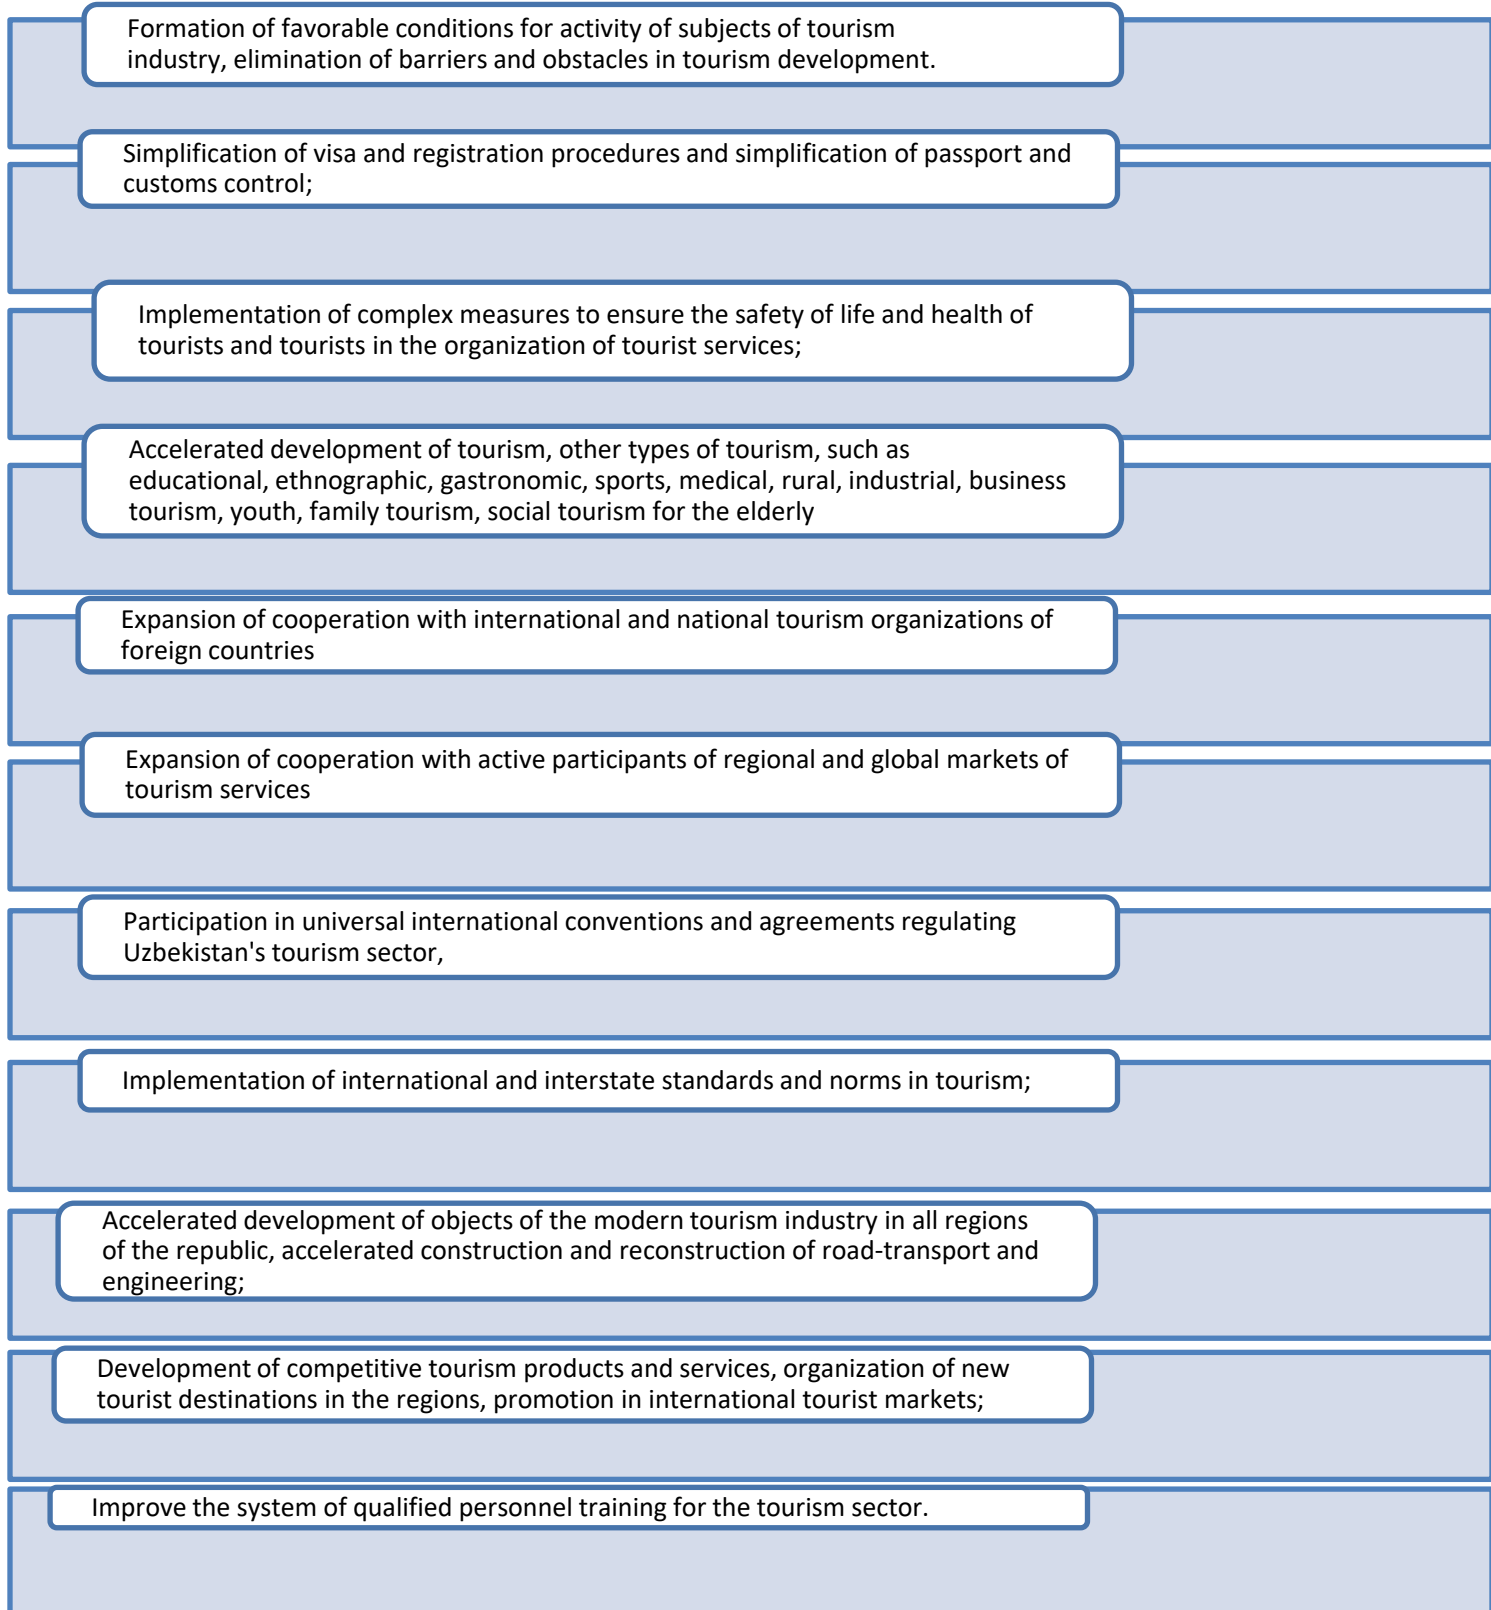 Formation of favorable conditions for activity of subjects of tourism
industry, elimination of barriers and obstacles in tourism development.
Simplification of visa and registration procedures and simplification of passport and
customs control;
Implementation of complex measures to ensure the safety of life and health of
tourists and tourists in the organization of tourist services;
Accelerated development of tourism, other types of tourism, such as
educational, ethnographic, gastronomic, sports, medical, rural, industrial, business
tourism, youth, family tourism, social tourism for the elderly
Expansion of cooperation with international and national tourism organizations of
foreign countries
Expansion of cooperation with active participants of regional and global markets of
tourism services
Participation in universal international conventions and agreements regulating
Uzbekistan's tourism sector,
Implementation of international and interstate standards and norms in tourism;
Accelerated development of objects of the modern tourism industry in all regions
of the republic, accelerated construction and reconstruction of road-transport and
engineering;
Development of competitive tourism products and services, organization of new
tourist destinations in the regions, promotion in international tourist markets;
Improve the system of qualified personnel training for the tourism sector.